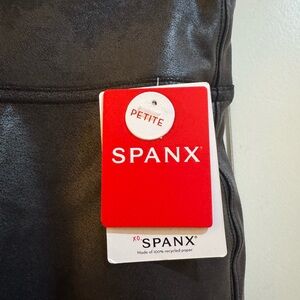 PETITE
SPANX
XO SPANX®
Made of 100% recycled paper